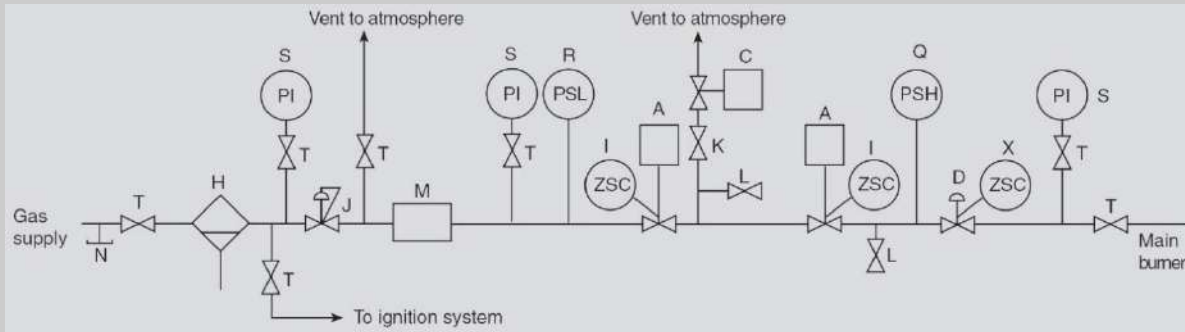 Vent to atmosphere
Vent to atmosphere
S
S
R
C
Q
PI
PI
PSL
A
A
PSH
PI
S
T
T
T
I
K
I
X
T
T
H
J
M
ZSC
L
ZSC
D
ZSC
T
Gas
supply
N
T
L
Main
burner
To ignition system